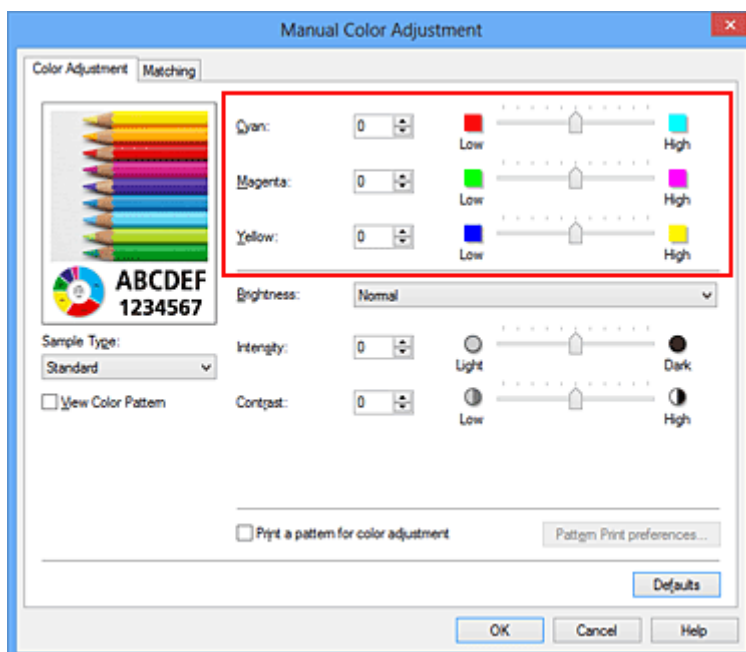 Manual Color Adjustment
Color Adjustment Matching
Cyan: 0 Low High
Magenta: 0 Low High
Yellow: 0 Low High
ABCDEF
1234567
Brightness: Normal
Sample Type:
Standard
Intensity: 0 Light Dark
View Color Pattern
Contrast: 0 Low High
Print a pattern for color adjustment Pattern Print preferences...
Defaults
OK Cancel Help